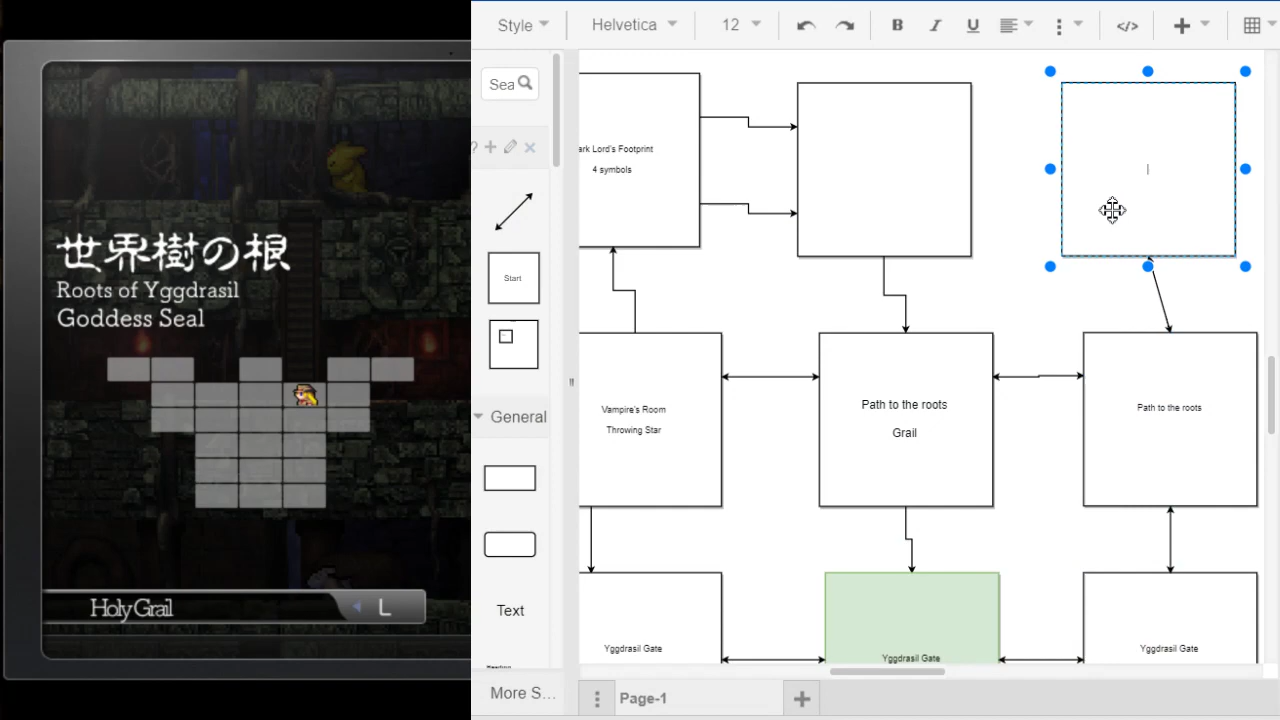 世界樹の根
Roots of Yggdrasil
Goddess Seal
Holy Grail
L
Style
Helvetica
12
B
I
U
</>
Sea
?
Start
General
Text
More S...
Page-1
ark Lord's Footprint
4 symbols
Vampire's Room
Throwing Star
Path to the roots
Grail
Path to the roots
Yggdrasil Gate
Yggdrasil Gate
Yggdrasil Gate